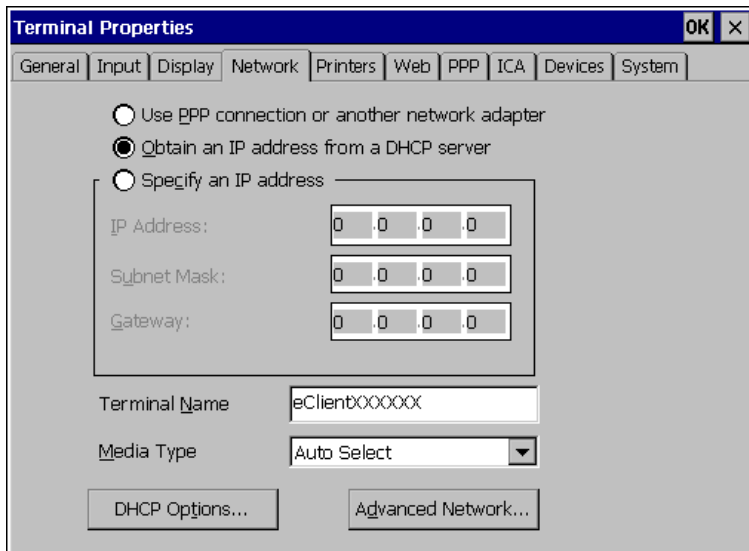 Terminal Properties OK ×
General Input Display Network Printers Web PPP ICA Devices System
Use PPP connection or another network adapter
Obtain an IP address from a DHCP server
Specify an IP address
IP Address: 0 .0 .0 .0
Subnet Mask: 0 .0 .0 .0
Gateway: 0 .0 .0 .0
Terminal Name eClientXXXXXX
Media Type Auto Select
DHCP Options... Advanced Network...